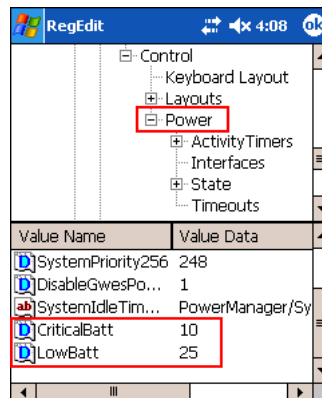 RegEdit 4:08 ok
Control
Keyboard Layout
Layouts
Power
ActivityTimers
Interfaces
State
Timeouts
Value Name Value Data
SystemPriority256 248
DisableGwesPo... 1
ab SystemIdleTim... PowerManager/Sy
CriticalBatt 10
LowBatt 25